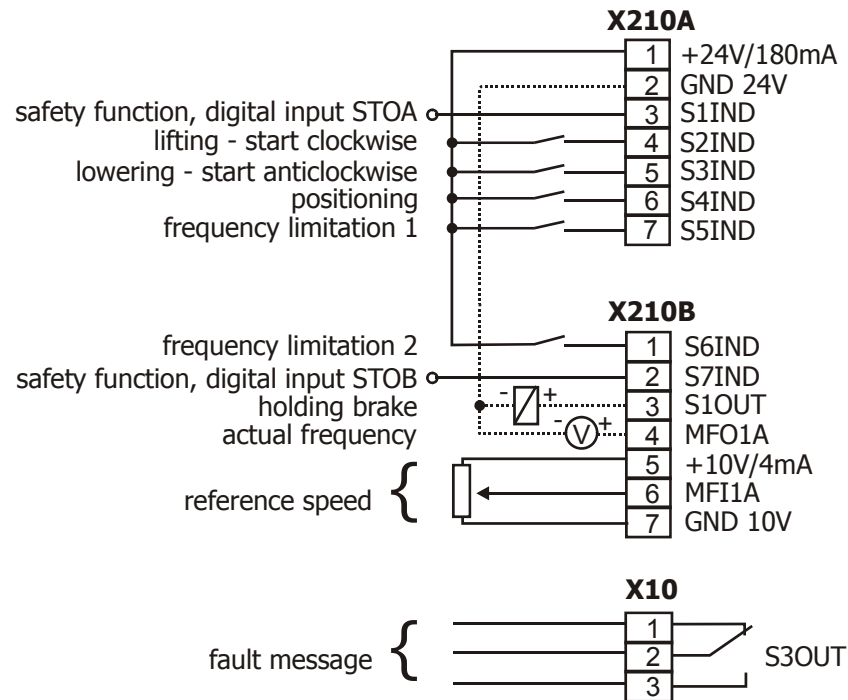 X210A
1 +24V/180mA
2 GND 24V
safety function, digital input STOA 3 S1IND
lifting - start clockwise 4 S2IND
lowering - start anticlockwise 5 S3IND
positioning 6 S4IND
frequency limitation 1 7 S5IND
X210B
frequency limitation 2 1 S6IND
safety function, digital input STOB 2 S7IND
holding brake - + 3 S1OUT
actual frequency - V + 4 MFO1A
5 +10V/4mA
reference speed { 6 MFI1A
7 GND 10V
X10
1
fault message { 2 S3OUT
3